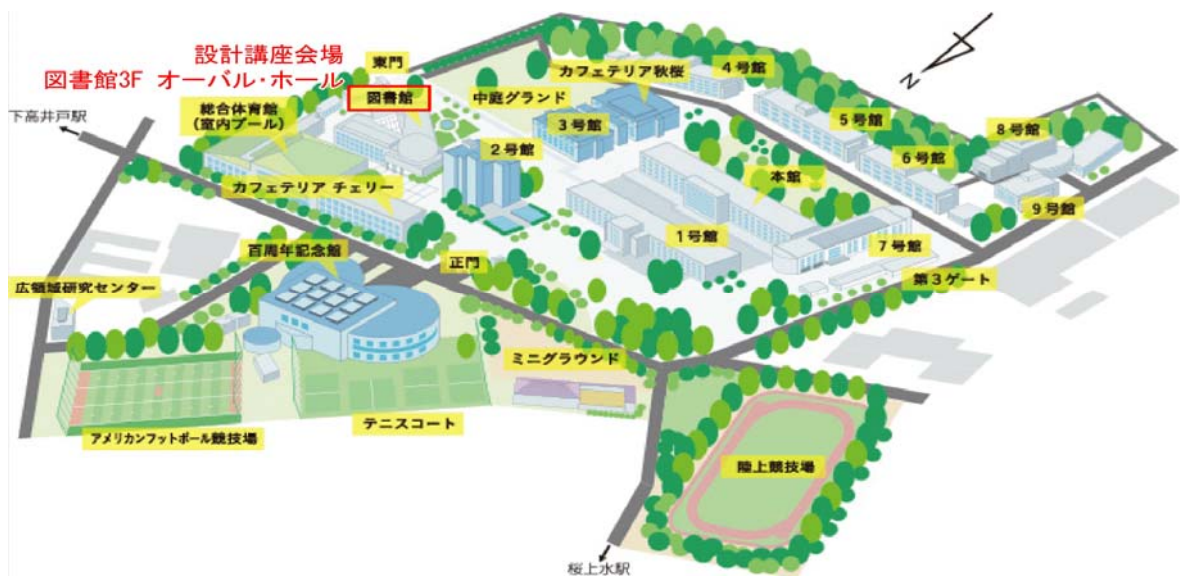 設計講座会場
図書館3F オーバル・ホール
東門
図書館
中庭グランド
カフェテリア秋桜
4号館
N
下高井戸駅
総合体育館
(室内プール)
2号館
3号館
5号館
8号館
6号館
カフェテリア チェリー
本館
9号館
1号館
7号館
百周年記念館
正門
第3ゲート
広領域研究センター
ミニグラウンド
アメリカンフットボール競技場
テニスコート
陸上競技場
桜上水駅